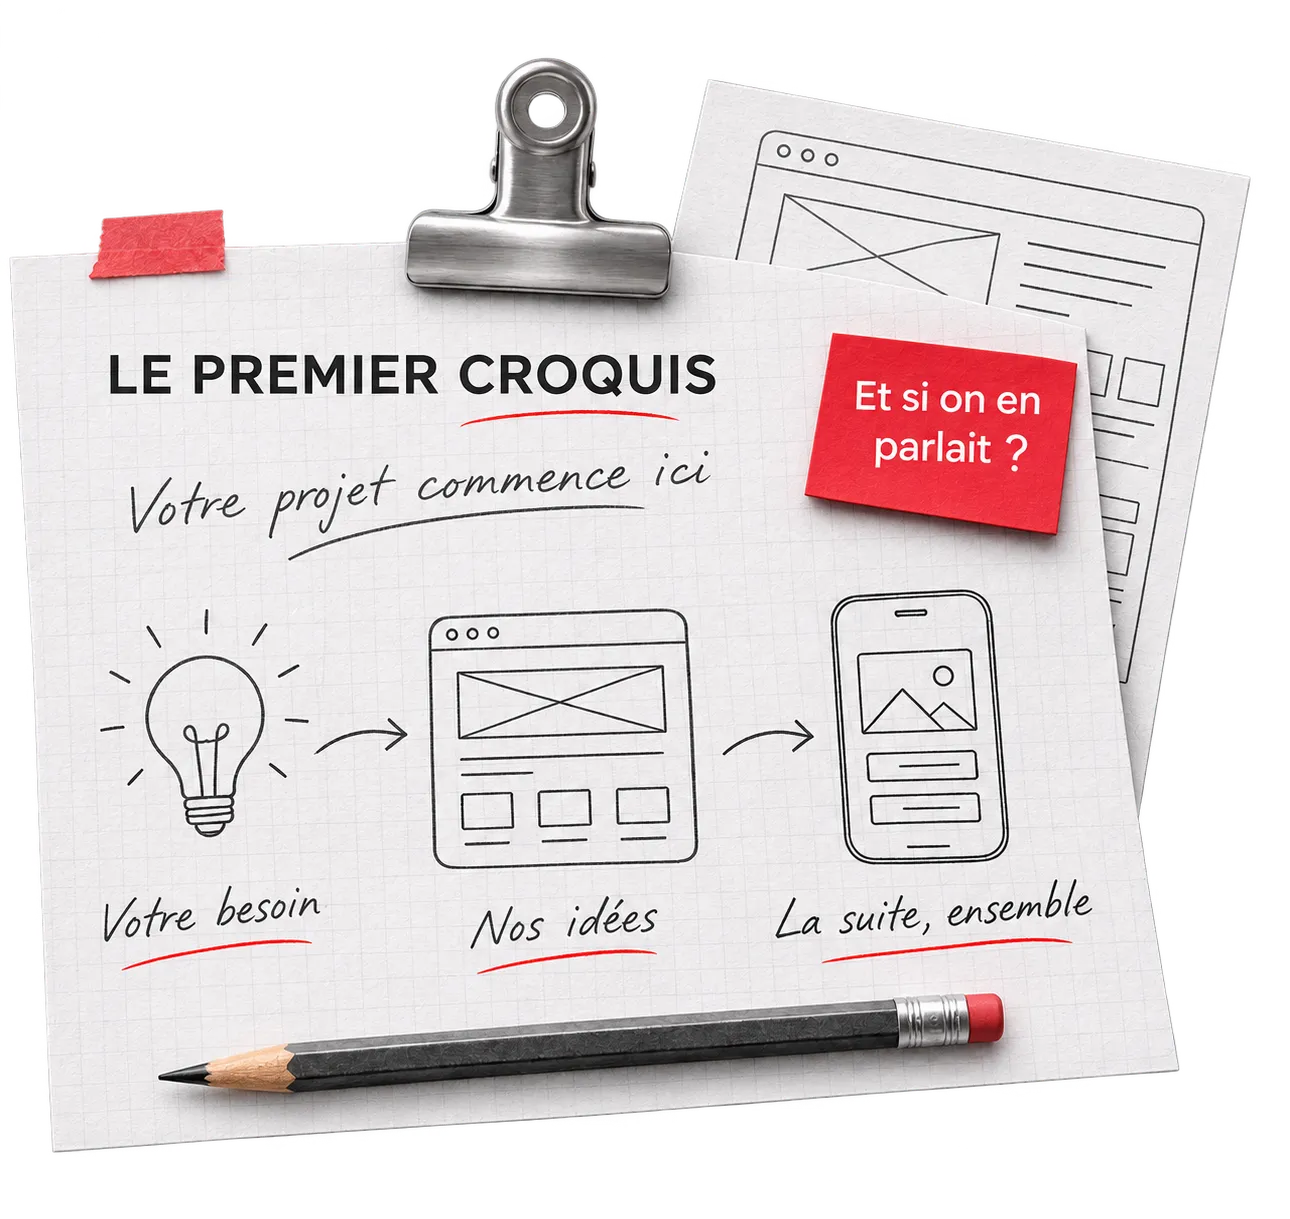 LE PREMIER CROQUIS
Votre projet commence ici
Et si on en
parlait ?
Votre besoin
Nos idées
La suite, ensemble